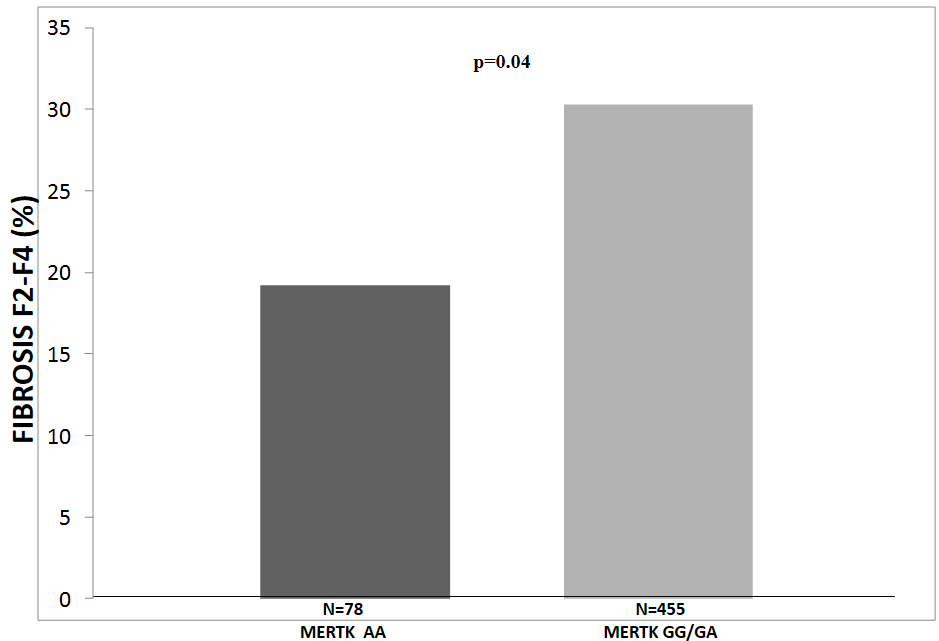 35
p=0.04
30
25
20
15
10
5
0
FIBROSIS F2-F4 (%)
N=78
N=455
MERTK  AA
MERTK GG/GA